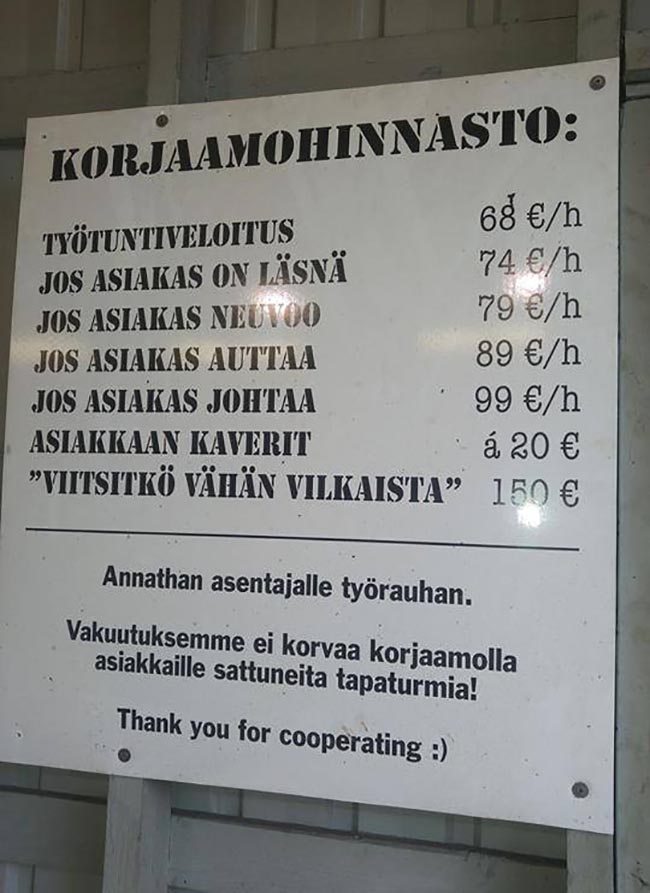 KORJAAMOHINNASTO:
TYÖTUNTIVELOITUS 68 €/h
JOS ASIAKAS ON LÄSNÄ 74 €/h
JOS ASIAKAS NEUVOO 79 €/h
JOS ASIAKAS AUTTAA 89 €/h
JOS ASIAKAS JOHTAA 99 €/h
ASIAKKAAN KAVERIT á 20 €
”VIITSITKÖ VÄHÄN VILKAISTA” 150 €
Annathan asentajalle työrauhan.
Vakuutuksemme ei korvaa korjaamolla
asiakkaille sattuneita tapaturmia!
Thank you for cooperating :)